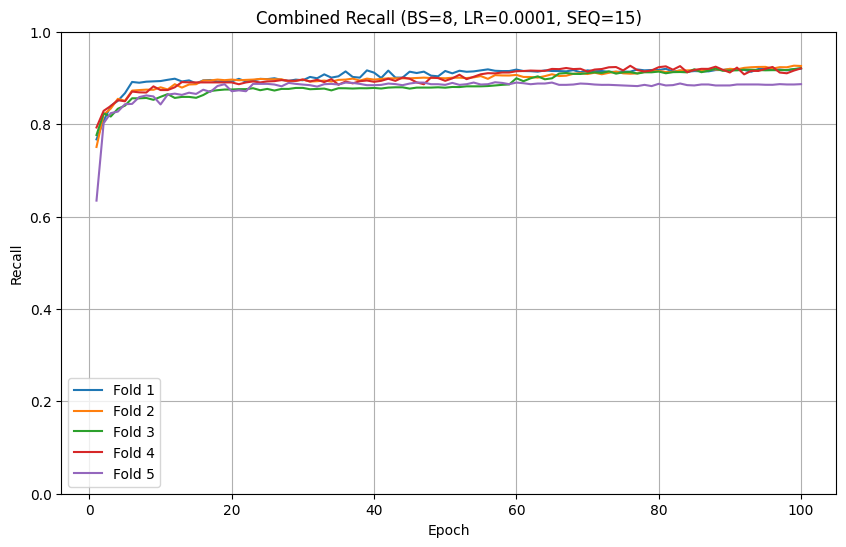 Combined Recall (BS=8, LR=0.0001, SEQ=15)
1.0
0.8
0.6
0.4
0.2
0.0
Recall
Fold 1
Fold 2
Fold 3
Fold 4
Fold 5
0 20 40 60 80 100
Epoch